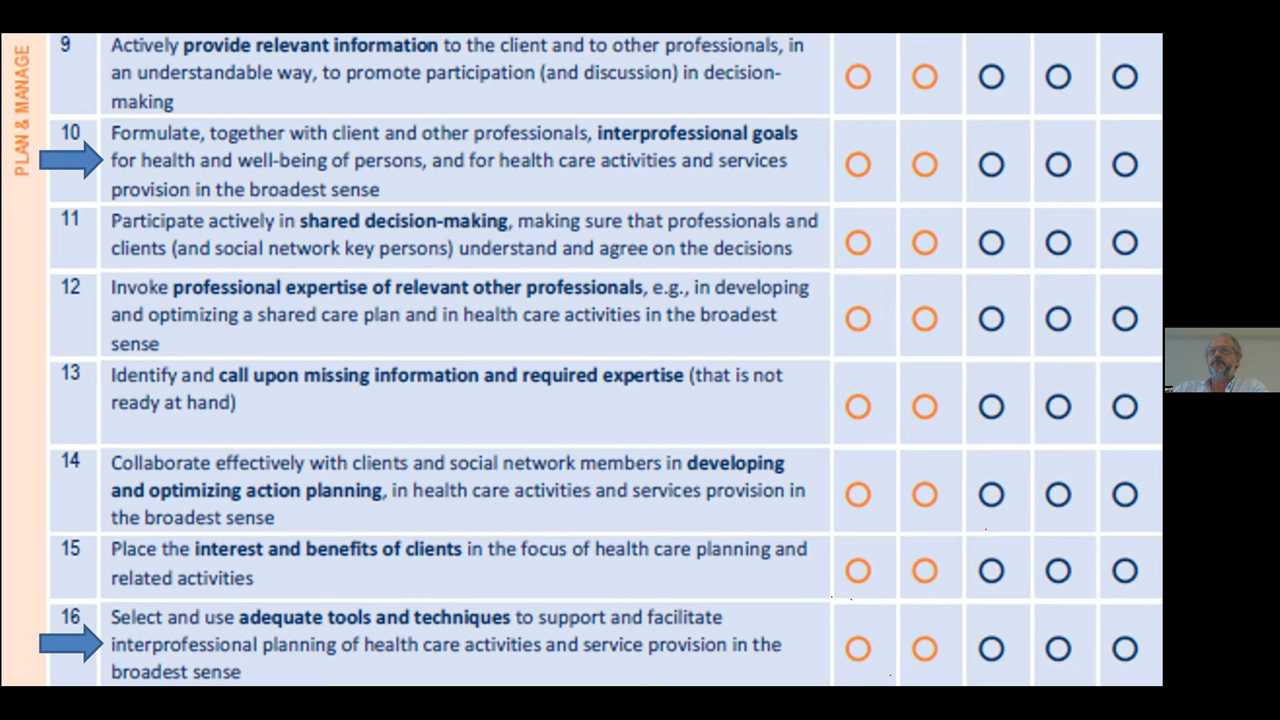 PLAN & MANAGE
9 Actively provide relevant information to the client and to other professionals, in
an understandable way, to promote participation (and discussion) in decision-
making
10 Formulate, together with client and other professionals, interprofessional goals
for health and well-being of persons, and for health care activities and services
provision in the broadest sense
11 Participate actively in shared decision-making, making sure that professionals and
clients (and social network key persons) understand and agree on the decisions
12 Invoke professional expertise of relevant other professionals, e.g., in developing
and optimizing a shared care plan and in health care activities in the broadest
sense
13 Identify and call upon missing information and required expertise (that is not
ready at hand)
14 Collaborate effectively with clients and social network members in developing
and optimizing action planning, in health care activities and services provision in
the broadest sense
15 Place the interest and benefits of clients in the focus of health care planning and
related activities
16 Select and use adequate tools and techniques to support and facilitate
interprofessional planning of health care activities and service provision in the
broadest sense